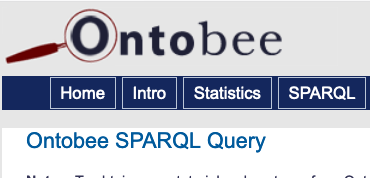 Ontobee
Home Intro Statistics SPARQL
Ontobee SPARQL Query